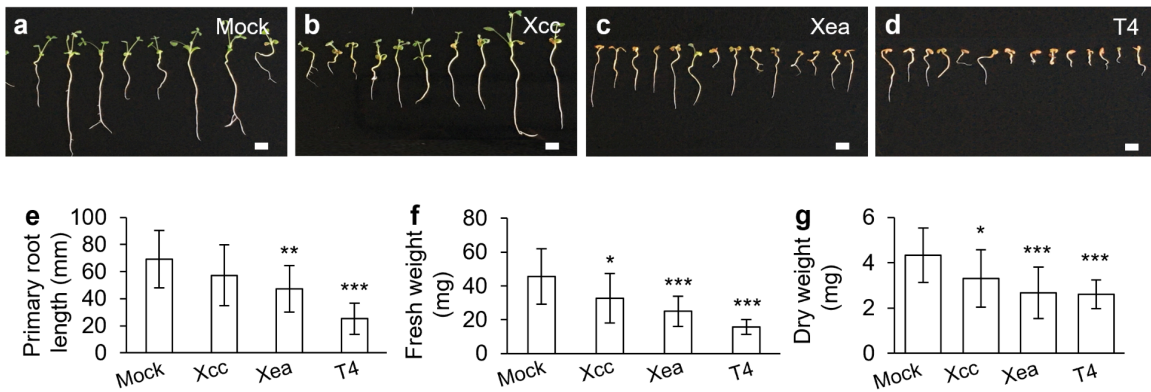 a Mock
b Xcc
c Xea
d T4
e
Primary root
length (mm)
100
80
60
40
20
0
**
***
Mock Xcc Xea T4
f
Fresh weight
(mg)
80
60
40
20
0
*
***
***
Mock Xcc Xea T4
g
Dry weight
(mg)
6
4
2
0
*
***
***
Mock Xcc Xea T4